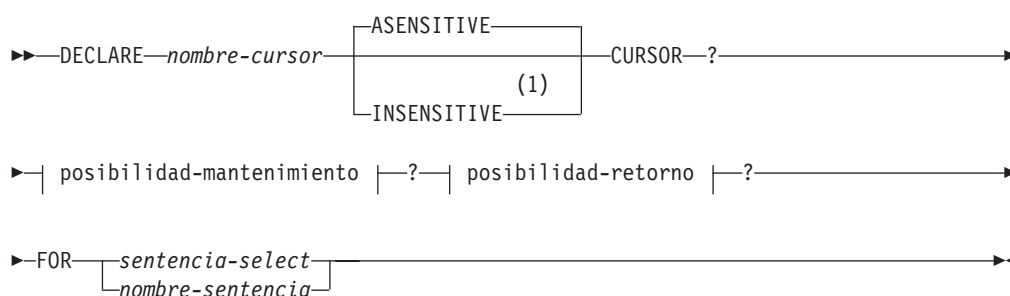 ASENSITIVE
DECLARE nombre-cursor CURSOR ?
(1)
INSENSITIVE
posibilidad-mantenimiento ? posibilidad-retorno ?
FOR sentencia-select
nombre-sentencia